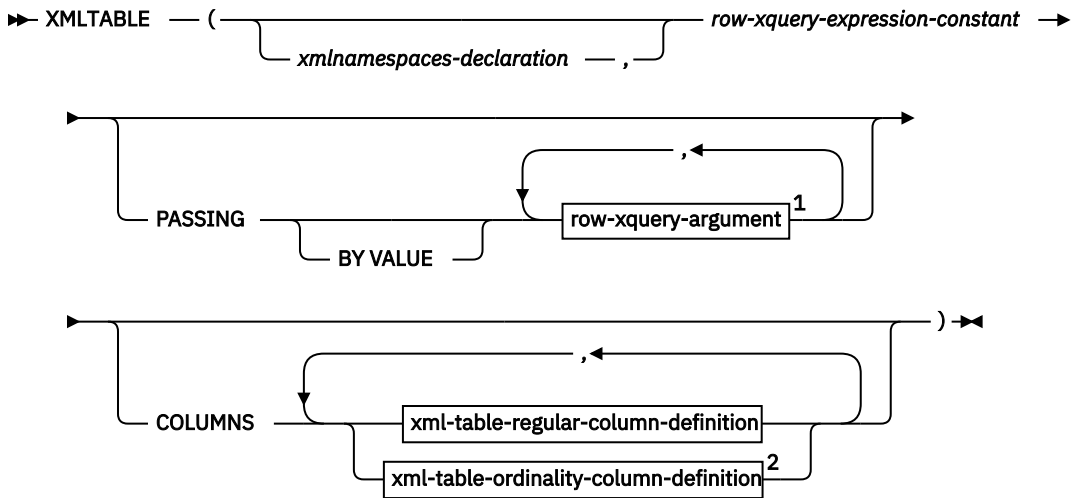 XMLTABLE ( row-xquery-expression-constant
xmlnamespaces-declaration ,
,
PASSING row-xquery-argument 1
BY VALUE
)
,
COLUMNS xml-table-regular-column-definition
xml-table-ordinality-column-definition 2